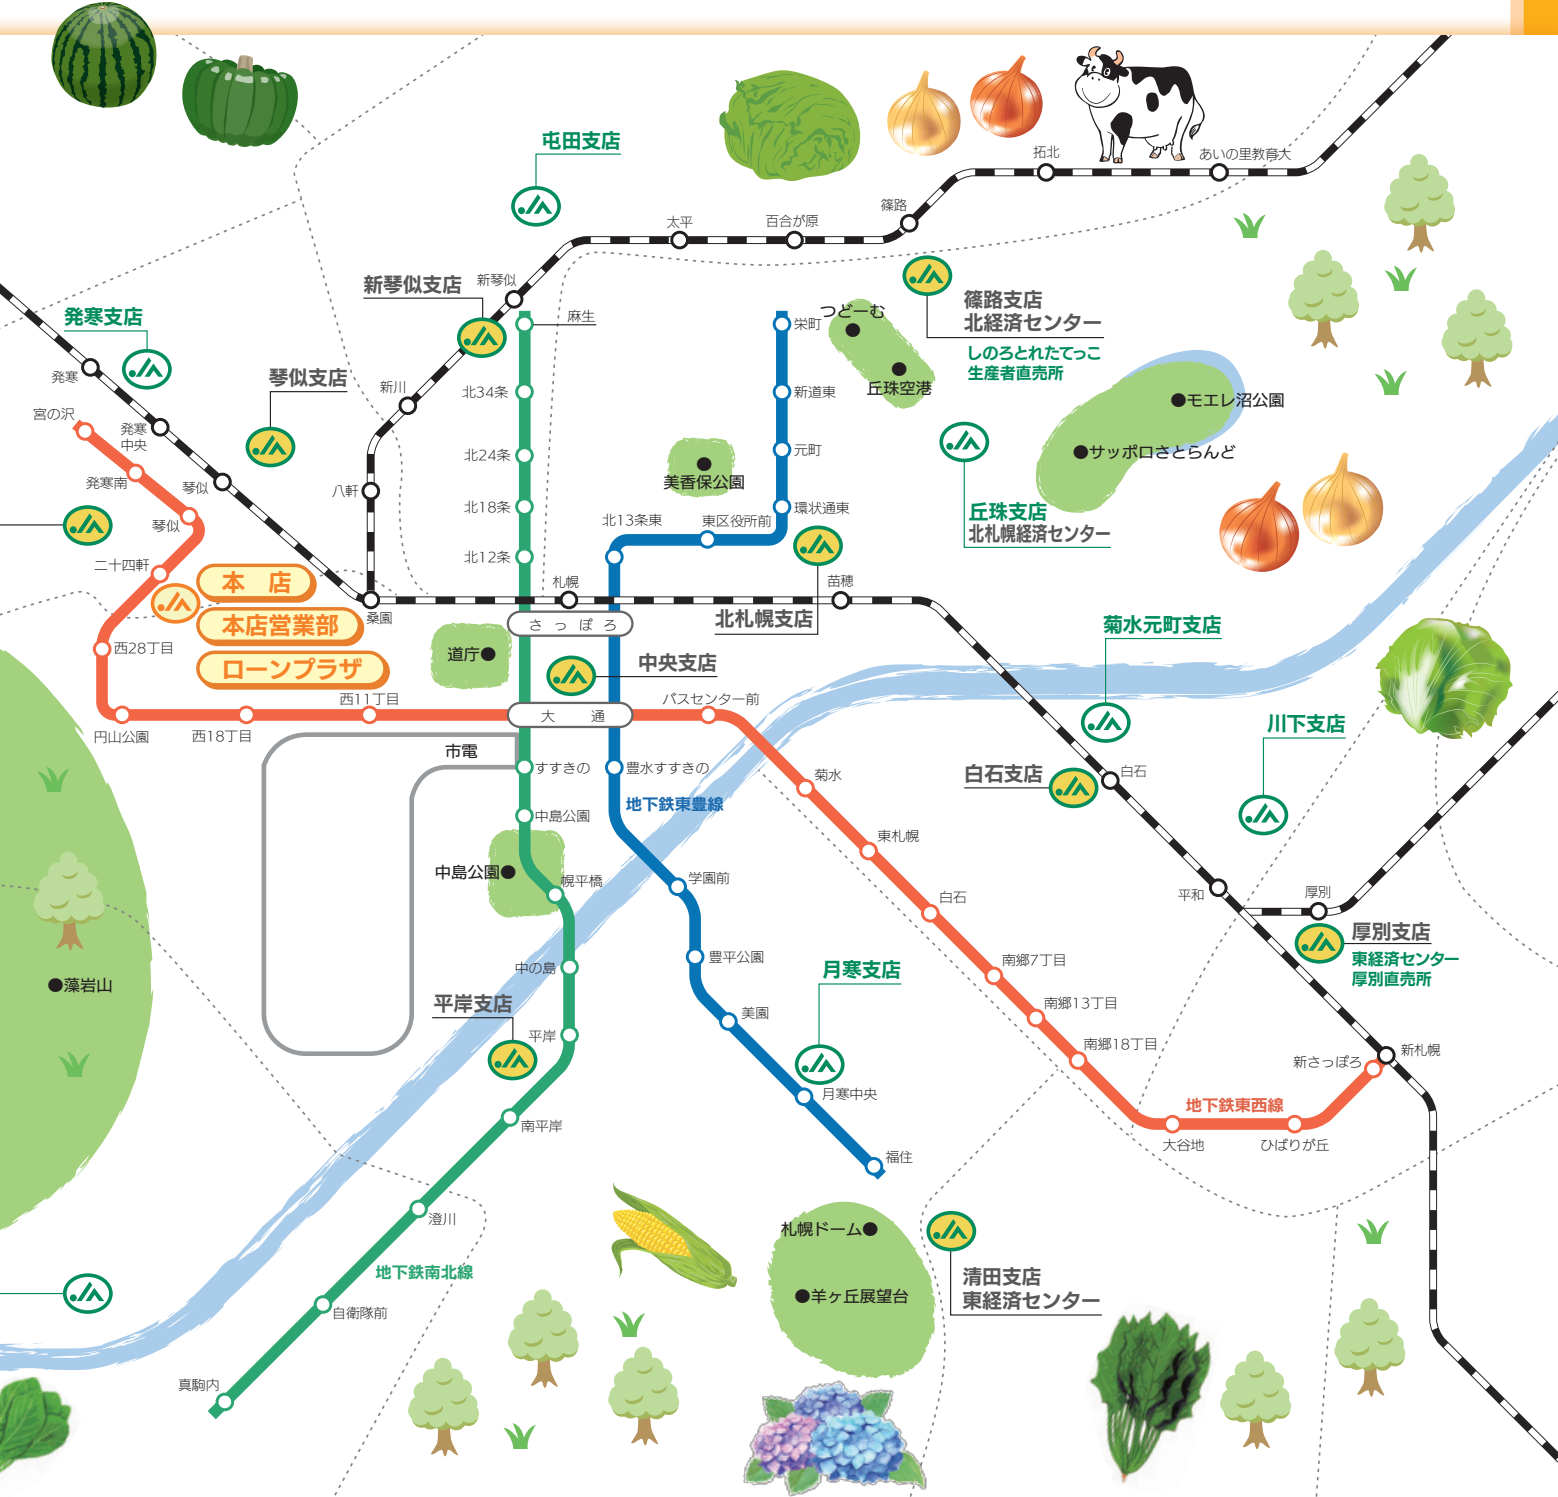 屯田支店
拓北
あいの里教育大
篠路
太平
百合が原
新琴似支店
新琴似
篠路支店
北経済センター
しのろとれたてっこ
生産者直売所
発寒支店
麻生
つどーむ
栄町
丘珠空港
発寒
琴似支店
新川
北34条
新道東
モエレ沼公園
宮の沢
発寒
中央
北24条
元町
サッポロさとらんど
発寒南
琴似
八軒
美香保公園
北18条
環状通東
丘珠支店
北札幌経済センター
琴似
北13条東
東区役所前
北12条
二十四軒
本 店
札幌
苗穂
桑園
さっぽろ
北札幌支店
本店営業部
菊水元町支店
西28丁目
道庁
ローンプラザ
中央支店
西11丁目
バスセンター前
大 通
円山公園
西18丁目
川下支店
市電
すすきの
豊水すすきの
菊水
白石支店
白石
地下鉄東豊線
中島公園
東札幌
中島公園
幌平橋
学園前
白石
平和
厚別
厚別支店
東経済センター
厚別直売所
豊平公園
南郷7丁目
中の島
月寒支店
藻岩山
平岸支店
美園
南郷13丁目
平岸
南郷18丁目
新さっぽろ
新札幌
月寒中央
地下鉄東西線
南平岸
大谷地
ひばりが丘
福住
澄川
札幌ドーム
地下鉄南北線
清田支店
東経済センター
羊ヶ丘展望台
自衛隊前
真駒内